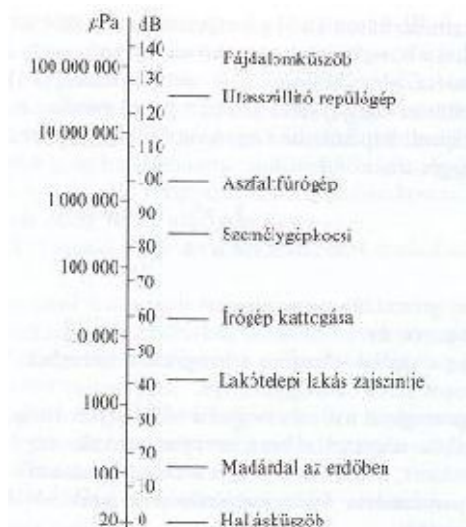 μPa dB
140 Fájdalomküszöb
100 000 000
130
Utasszállító repülőgép
120
10 000 000
110
00 Aszfaltfúrógép
1 000 000
90
80 Személygépkocsi
100 000
70
60 Írógép kattogása
0 000
50
40 Lakótelepi lakás zajszintje
1000
30
20
100 Madárdal az erdőben
10
20 0 Hallásküszöb